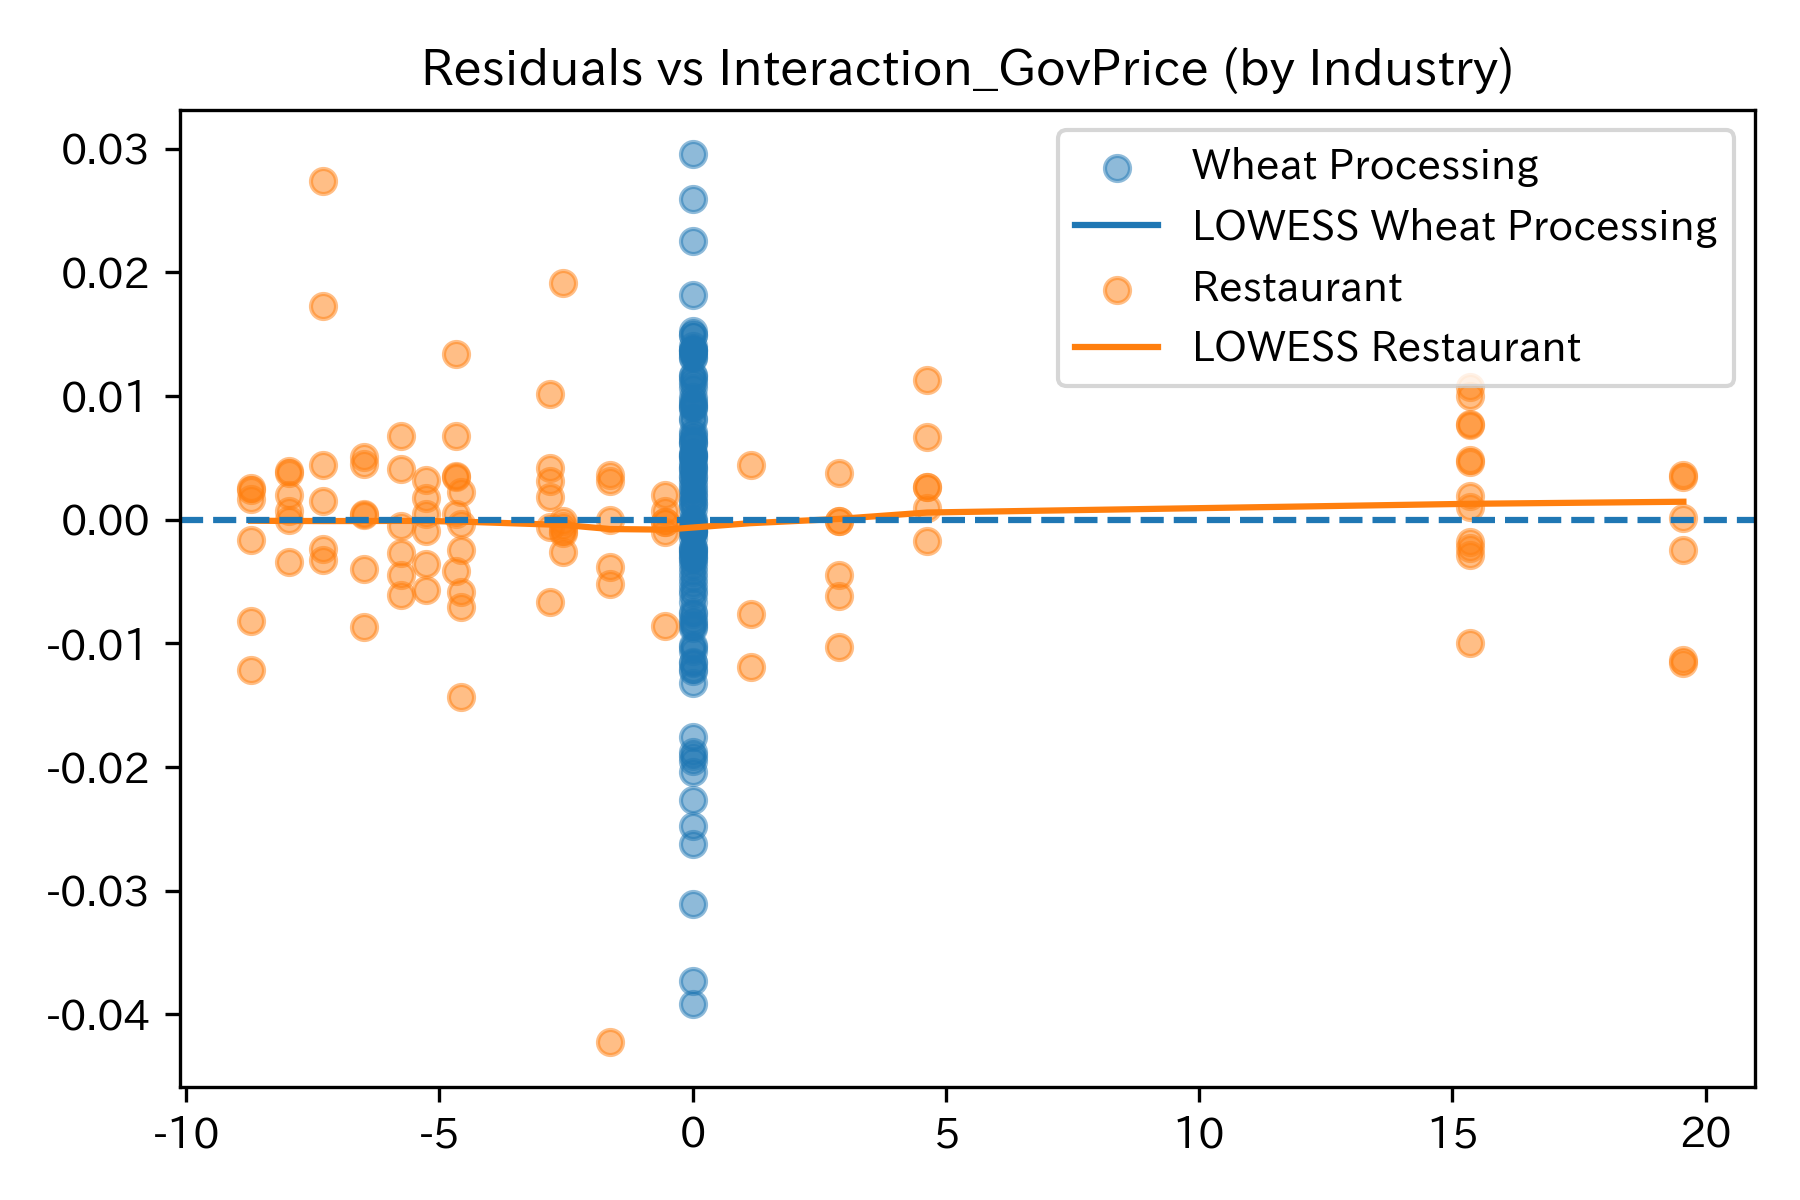 Residuals vs Interaction_GovPrice (by Industry)
0.03
0.02
0.01
0.00
-0.01
-0.02
-0.03
-0.04
Wheat Processing
LOWESS Wheat Processing
Restaurant
LOWESS Restaurant
-10 -5 0 5 10 15 20